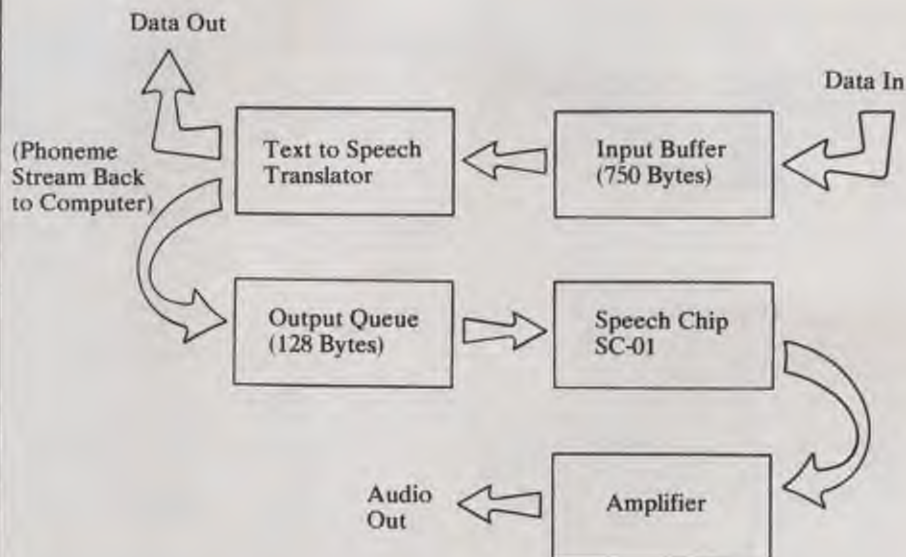 Data Out
Data In
(Phoneme
Stream Back
to Computer)
Text to Speech
Translator
Input Buffer
(750 Bytes)
Output Queue
(128 Bytes)
Speech Chip
SC-01
Audio
Out
Amplifier